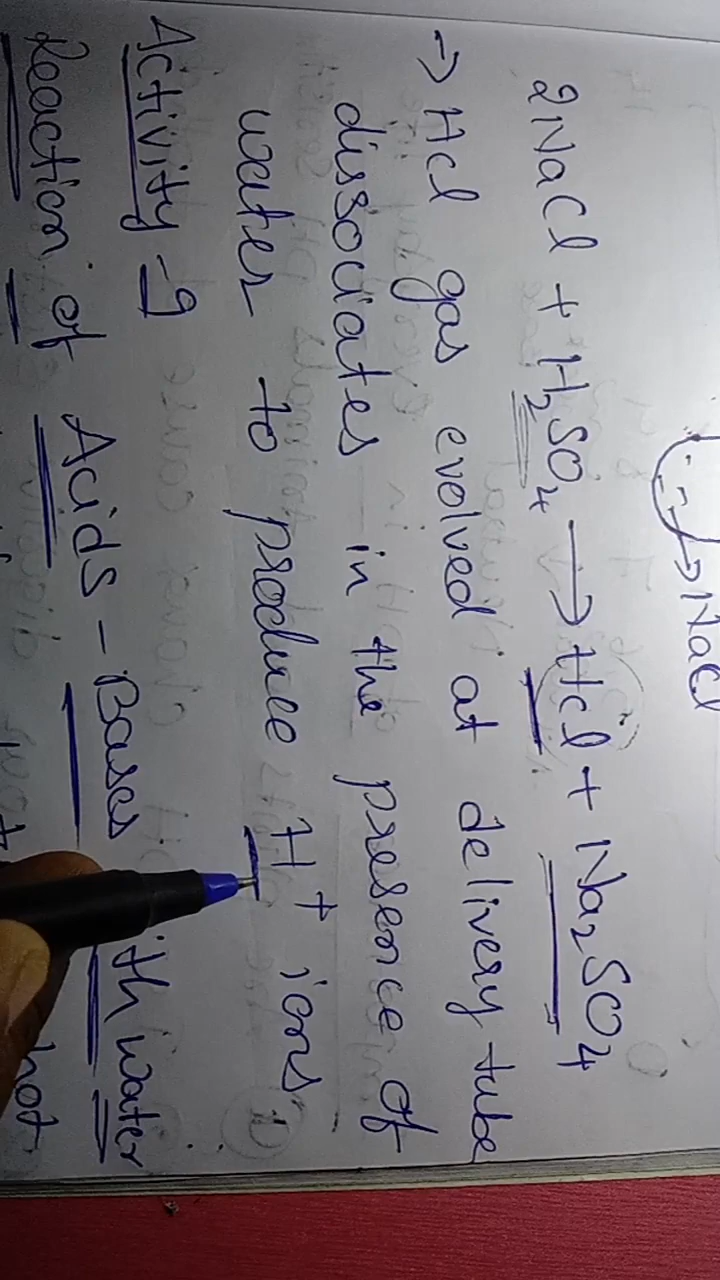 →NaCl
2NaCl + H₂SO₄ → HCl + Na₂SO₄
→ HCl gas evolved at delivery tube
dissociates in the presence of
water to produce H⁺ ions
Activity-9
Reaction of Acids - Bases with water
hot